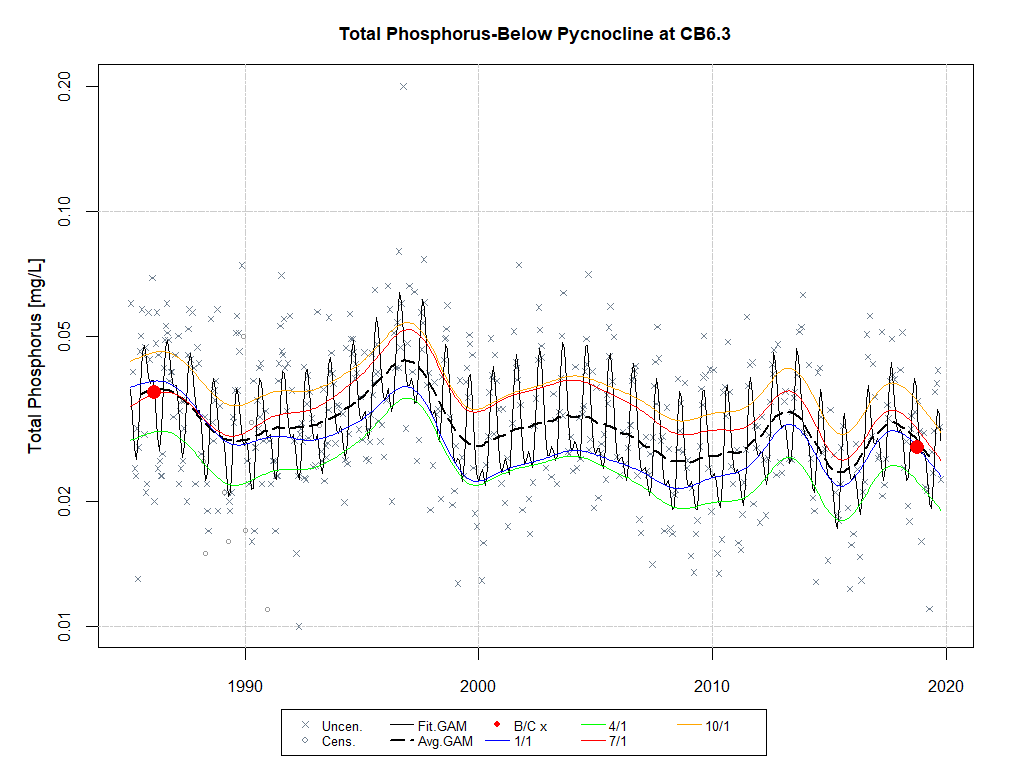 Total Phosphorus-Below Pycnocline at CB6.3
Total Phosphorus [mg/L]
0.20
0.10
0.05
0.02
0.01
1990 2000 2010 2020
Uncen. Fit.GAM B/C x 4/1 10/1
Cens. Avg.GAM 1/1 7/1